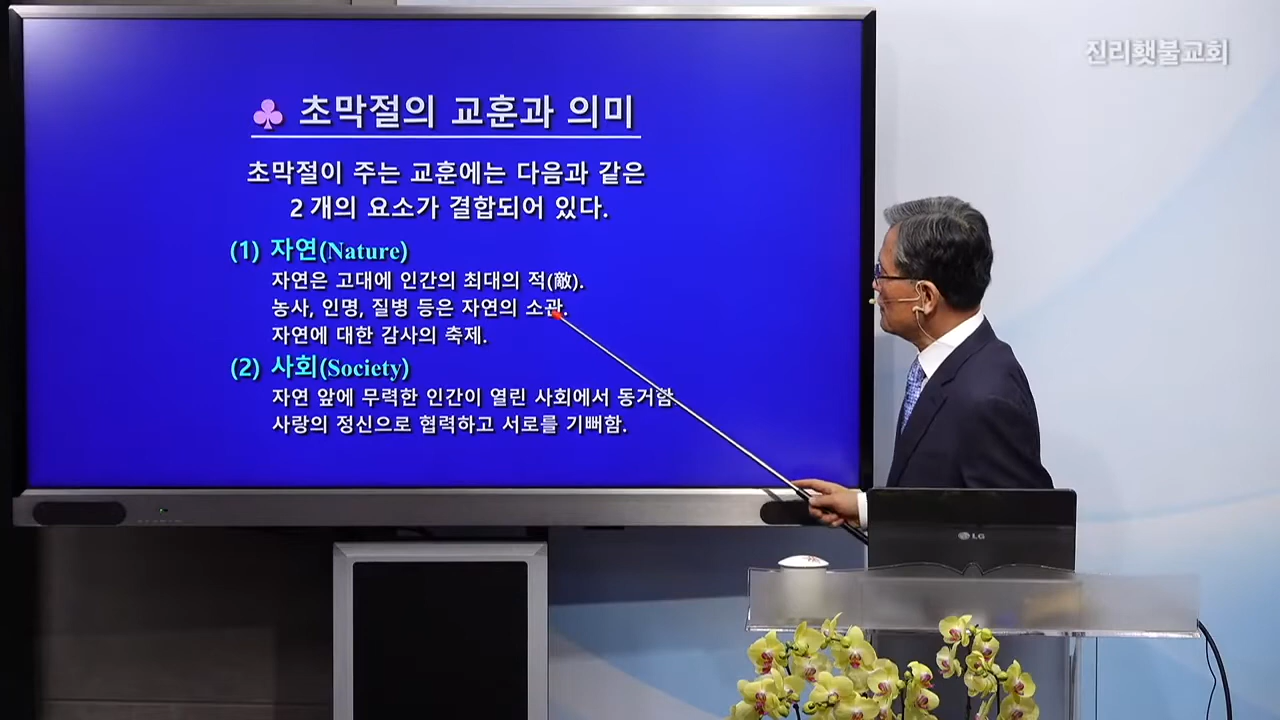 진리횃불교회
♣ 초막절의 교훈과 의미
초막절이 주는 교훈에는 다음과 같은
2개의 요소가 결합되어 있다.
(1) 자연(Nature)
자연은 고대에 인간의 최대의 적(敵).
농사, 인명, 질병 등은 자연의 소관.
자연에 대한 감사의 축제.
(2) 사회(Society)
자연 앞에 무력한 인간이 열린 사회에서 동거함
사랑의 정신으로 협력하고 서로를 기뻐함.
LG